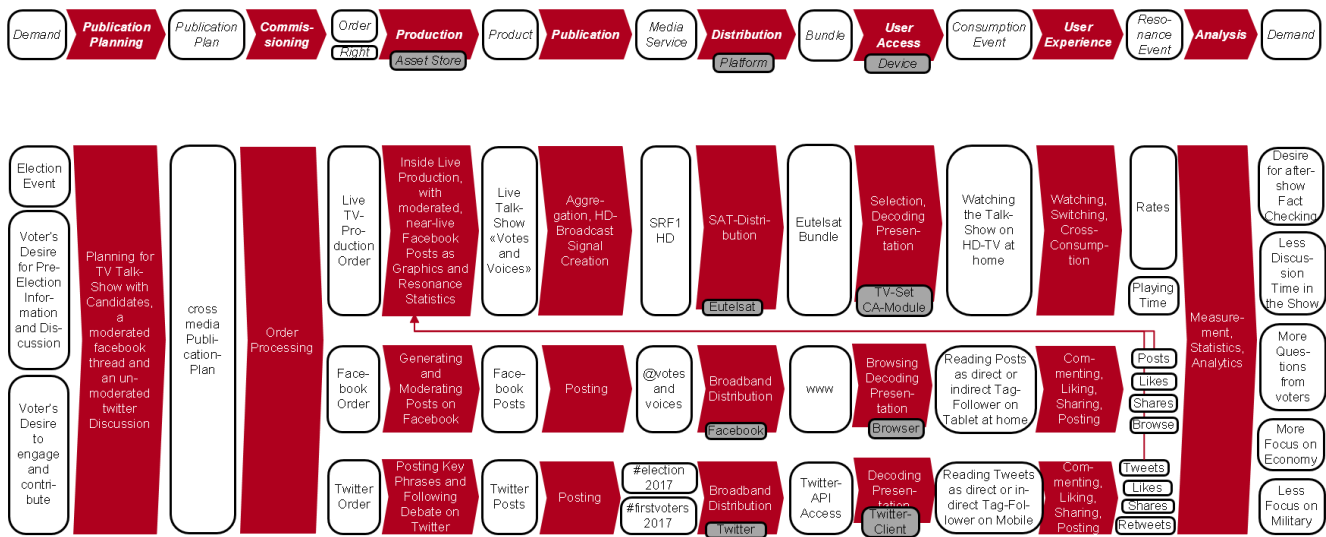 Demand
Publication
Planning
Publication
Plan
Commis-
sioning
Order
Right
Production
Asset Store
Product
Publication
Media
Service
Distribution
Platform
Bundle
User
Access
Device
Consumption
Event
User
Experience
Reso-
nance
Event
Analysis
Demand
Election
Event
Voter's
Desire
for Pre-
Election Infor-
mation
and Dis-
cussion
Voter's
Desire to
engage
and
contribute
Planning for
TV Talk-
Show with
Candidates,
a
moderated
facebook
thread and
an un-
moderated
twitter
Discussion
cross
media
Publi-
cation-
Plan
Order
Processing
Live
TV-
Pro-
duction
Order
Inside Live
Production,
with
moderated,
near-live
Facebook
Posts as
Graphics and
Resonance
Statistics
Live
Talk-
Show
«Votes
and
Voices»
Aggre-
gation, HD-
Broadcast
Signal
Creation
SRF1
HD
SAT-Distri-
bution
Eutelsat
Eutelsat
Bundle
Selection,
Decoding
Presen-
tation
TV-Set
CA-Module
Watching
the Talk-
Show on
HD-TV at
home
Watching,
Switching,
Cross-
Consump-
tion
Rates
Playing
Time
Measure-
ment,
Statistics,
Analytics
Desire
for after-
show
Fact
Checking
Less
Discus-
sion
Time in
the Show
More
Ques-
tions
from
voters
More
Focus on
Economy
Less
Focus on
Military
Face-
book
Order
Generating
and
Moderating
Posts on
Facebook
Face-
book
Posts
Posting
@votes
and
voices
Broadband
Distribution
Facebook
www
Browsing
Decoding
Presen-
tation
Browser
Reading Posts
as direct or
indirect Tag-
Follower on
Tablet at home
Com-
menting,
Liking,
Sharing,
Posting
Posts
Likes
Shares
Browse
Twitter
Order
Posting Key
Phrases and
Following
Debate on
Twitter
Twitter
Posts
Posting
#election
2017
#firstvoters
2017
Broadband
Distribution
Twitter
Twitter-
API
Access
Decoding
Presen-
tation
Twitter-
Client
Reading Tweets
as direct or in-
direct Tag-Fol-
lower on Mobile
Com-
menting,
Liking,
Sharing,
Posting
Tweets
Likes
Shares
Retweets